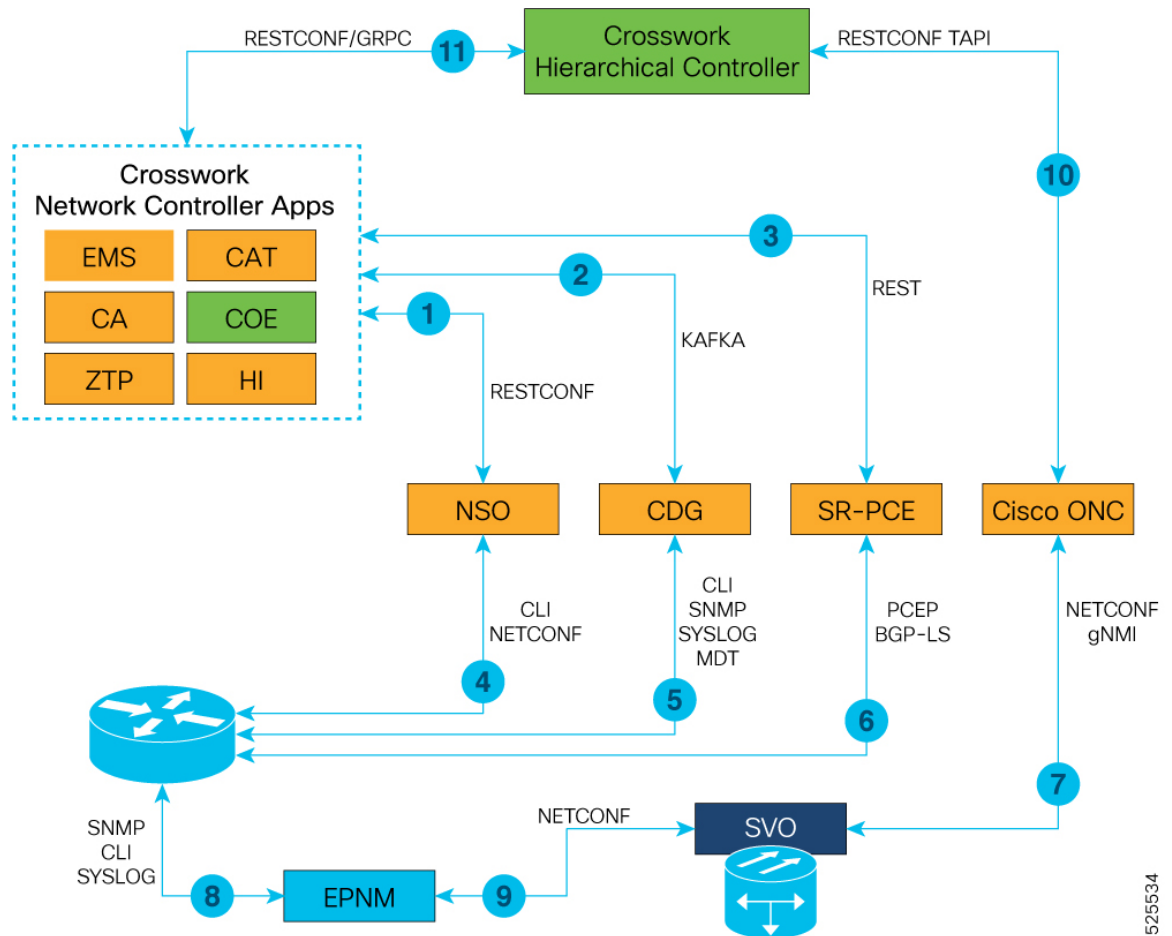 RESTCONF/GRPC
11
Crosswork
Hierarchical Controller
RESTCONF TAPI
Crosswork
Network Controller Apps
EMS
CAT
CA
COE
ZTP
HI
10
3
REST
2
KAFKA
1
RESTCONF
NSO
CDG
SR-PCE
Cisco ONC
CLI
NETCONF
CLI
SNMP
SYSLOG
MDT
PCEP
BGP-LS
NETCONF
gNMI
4
5
6
7
SNMP
CLI
SYSLOG
8
EPNM
9
NETCONF
SVO
525534